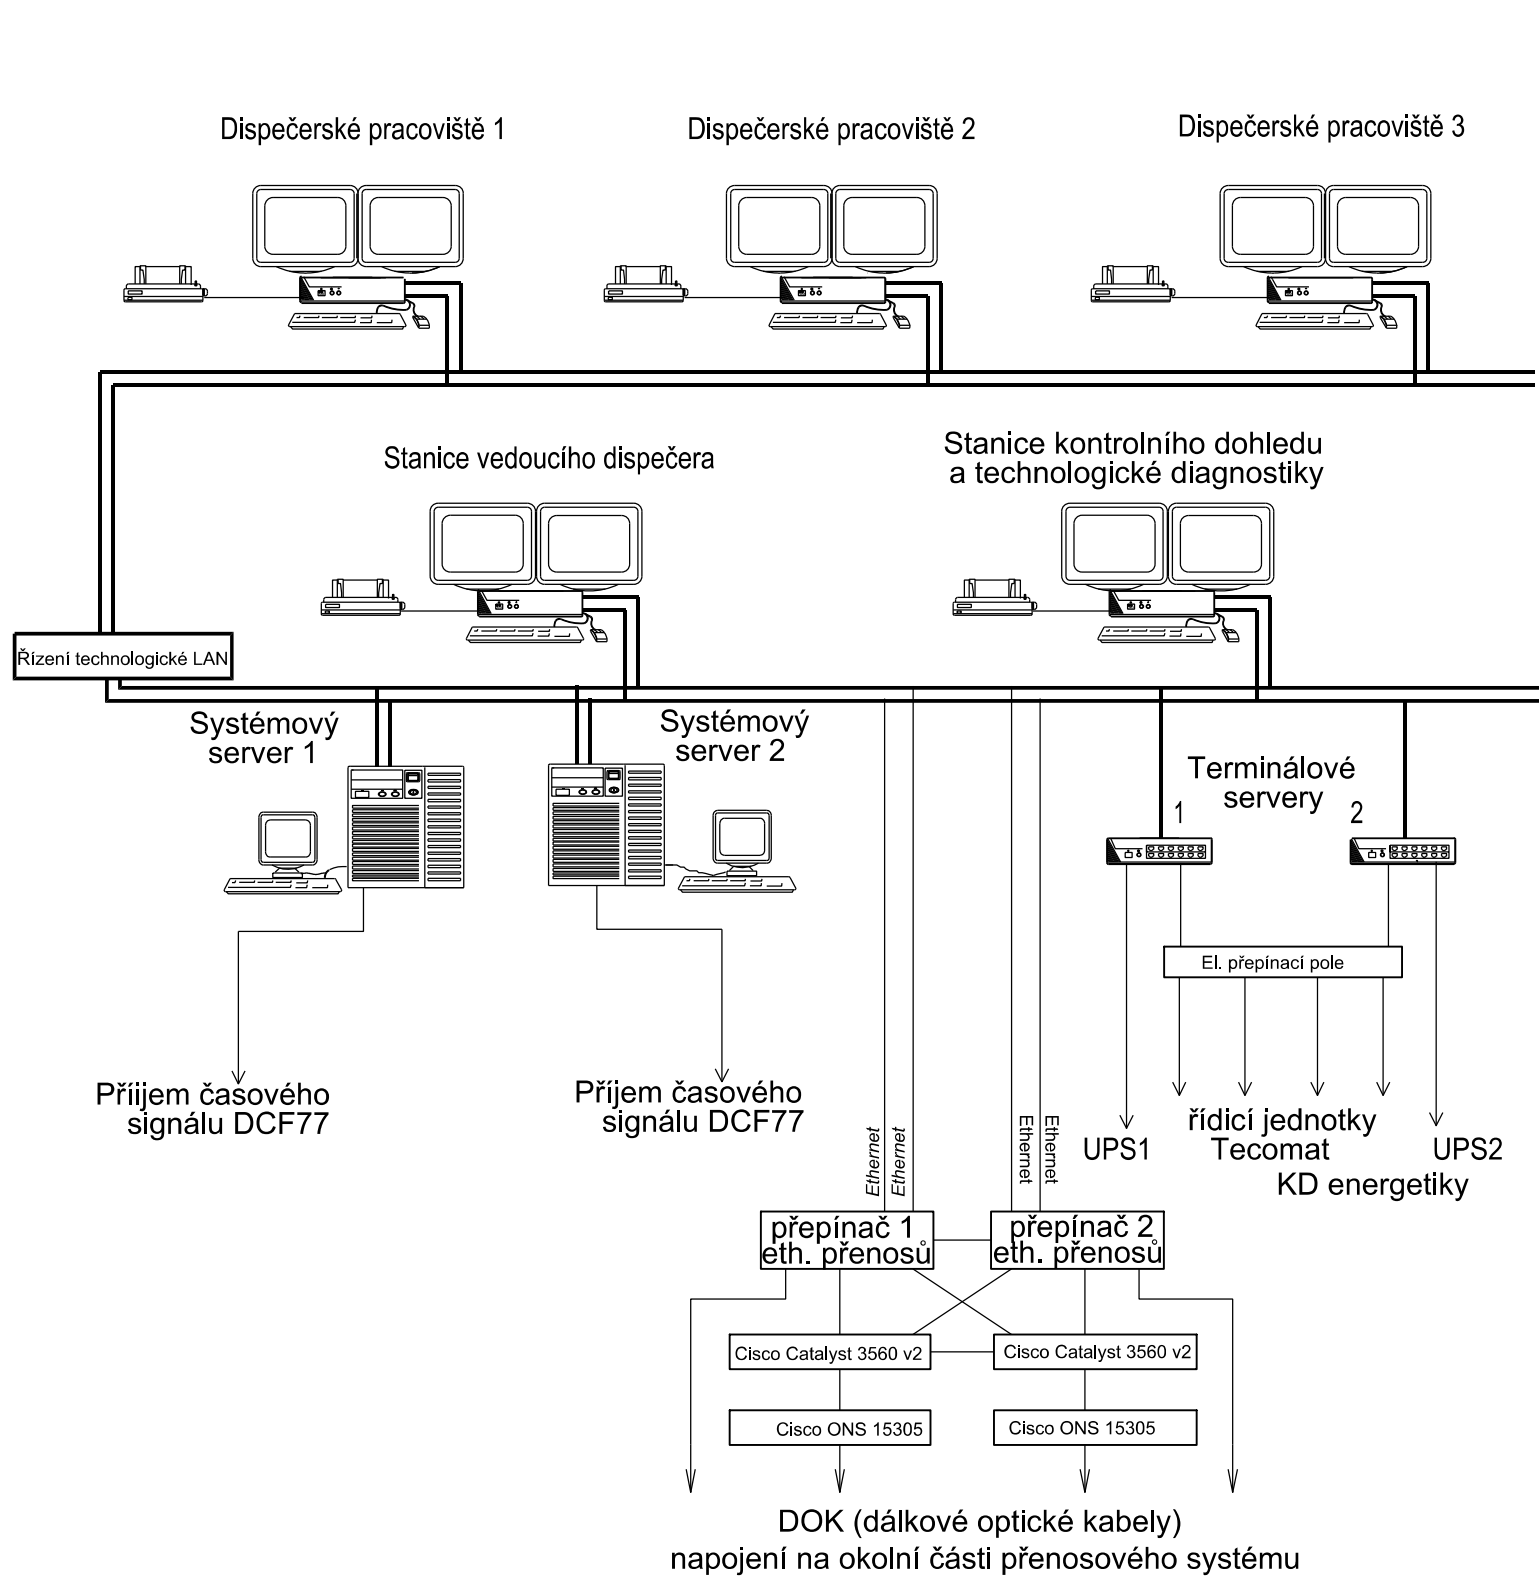 Dispečerské pracoviště 1
Dispečerské pracoviště 2
Dispečerské pracoviště 3
Stanice vedoucího dispečera
Stanice kontrolního dohledu
a technologické diagnostiky
Řízení technologické LAN
Systémový
server 1
Systémový
server 2
Terminálové
servery
1
2
El. přepínací pole
Příijem časového
signálu DCF77
Příjem časového
signálu DCF77
Ethernet
Ethernet
Ethernet
Ethernet
UPS1
řídicí jednotky
Tecomat
KD energetiky
UPS2
přepínač 1
eth. přenosů
přepínač 2
eth. přenosů
Cisco Catalyst 3560 v2
Cisco Catalyst 3560 v2
Cisco ONS 15305
Cisco ONS 15305
DOK (dálkové optické kabely)
napojení na okolní části přenosového systému